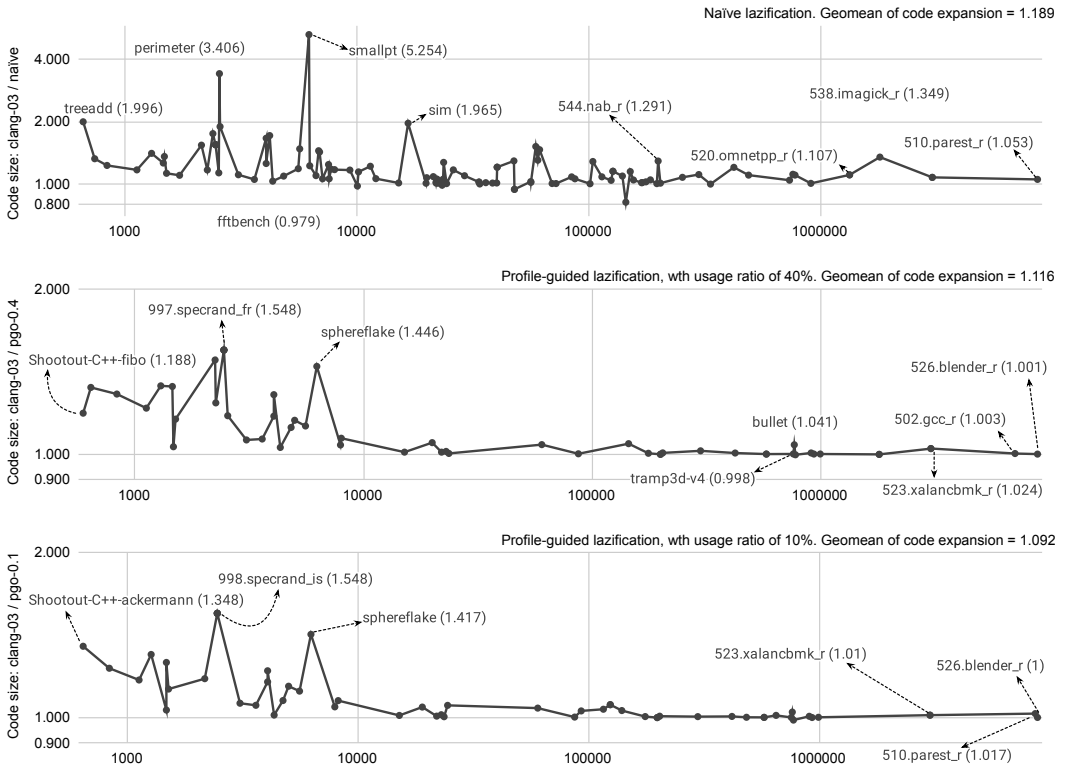 Naïve lazification. Geomean of code expansion = 1.189
Code size: clang-03 / naïve
4.000
2.000
1.000
0.800
perimeter (3.406)
smallpt (5.254)
treeadd (1.996)
sim (1.965)
544.nab_r (1.291)
538.imagick_r (1.349)
520.omnetpp_r (1.107)
510.parest_r (1.053)
fftbench (0.979)
1000
10000
100000
1000000
Profile-guided lazification, wth usage ratio of 40%. Geomean of code expansion = 1.116
Code size: clang-03 / pgo-0.4
2.000
1.000
0.900
997.specrand_fr (1.548)
sphereflake (1.446)
Shootout-C++-fibo (1.188)
526.blender_r (1.001)
bullet (1.041)
502.gcc_r (1.003)
tramp3d-v4 (0.998)
523.xalancbmk_r (1.024)
1000
10000
100000
1000000
Profile-guided lazification, wth usage ratio of 10%. Geomean of code expansion = 1.092
Code size: clang-03 / pgo-0.1
2.000
1.000
0.900
998.specrand_is (1.548)
Shootout-C++-ackermann (1.348)
sphereflake (1.417)
523.xalancbmk_r (1.01)
526.blender_r (1)
510.parest_r (1.017)
1000
10000
100000
1000000